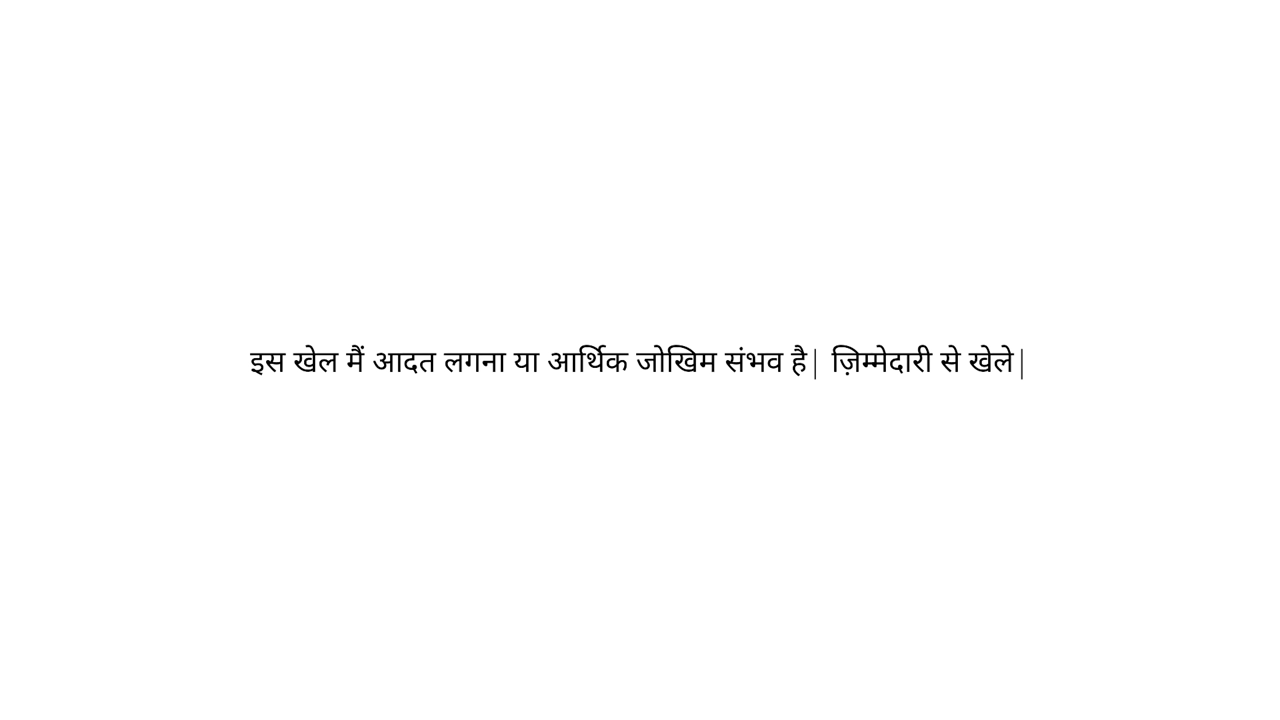 इस खेल मैं आदत लगना या आर्थिक जोखिम संभव है| ज़िम्मेदारी से खेले|